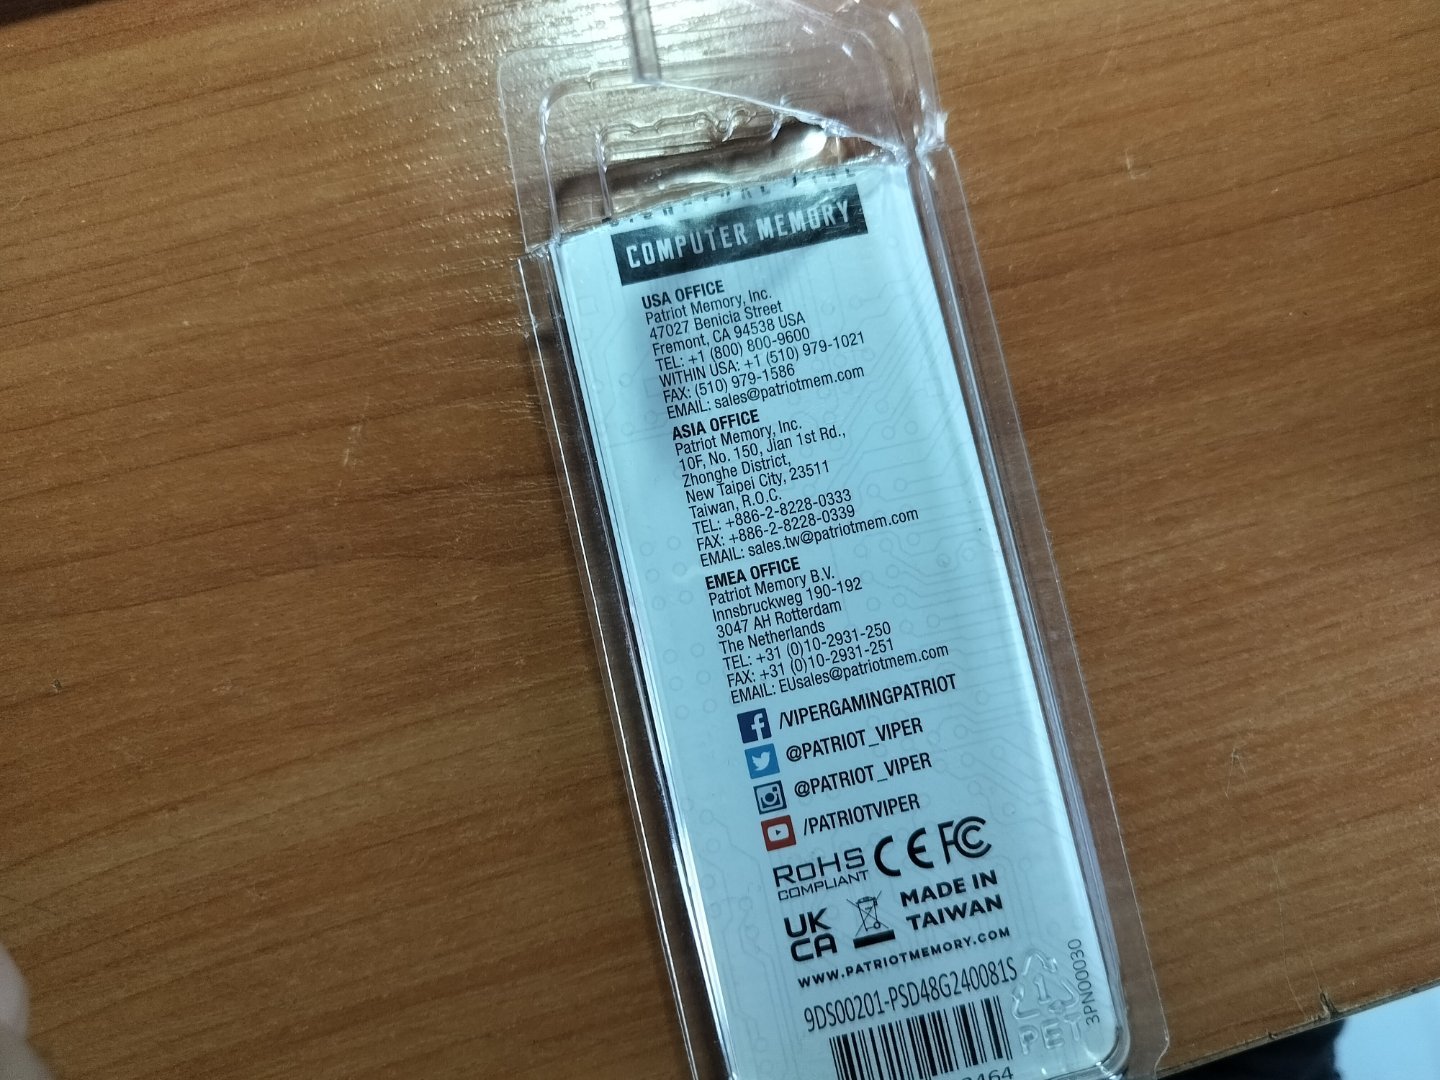 SIGNATURE LINE
COMPUTER MEMORY
USA OFFICE
Patriot Memory, Inc.
47027 Benicia Street
Fremont, CA 94538 USA
TEL: +1 (800) 800-9600
WITHIN USA: +1 (510) 979-1021
FAX: (510) 979-1586
EMAIL: sales@patriotmem.com
ASIA OFFICE
Patriot Memory, Inc.
10F, No. 150, Jian 1st Rd.,
Zhonghe District,
New Taipei City, 23511
Taiwan, R.O.C.
TEL: +886-2-8228-0333
FAX: +886-2-8228-0339
EMAIL: sales.tw@patriotmem.com
EMEA OFFICE
Patriot Memory B.V.
Innsbruckweg 190-192
3047 AH Rotterdam
The Netherlands
TEL: +31 (0)10-2931-250
FAX: +31 (0)10-2931-251
EMAIL: EUsales@patriotmem.com
/VIPERGAMINGPATRIOT
@PATRIOT_VIPER
@PATRIOT_VIPER
/PATRIOTVIPER
RoHS
COMPLIANT
CE FC
UK
CA
MADE IN
TAIWAN
WWW.PATRIOTMEMORY.COM
9DS00201-PSD48G240081S
3PN00030
1
PET